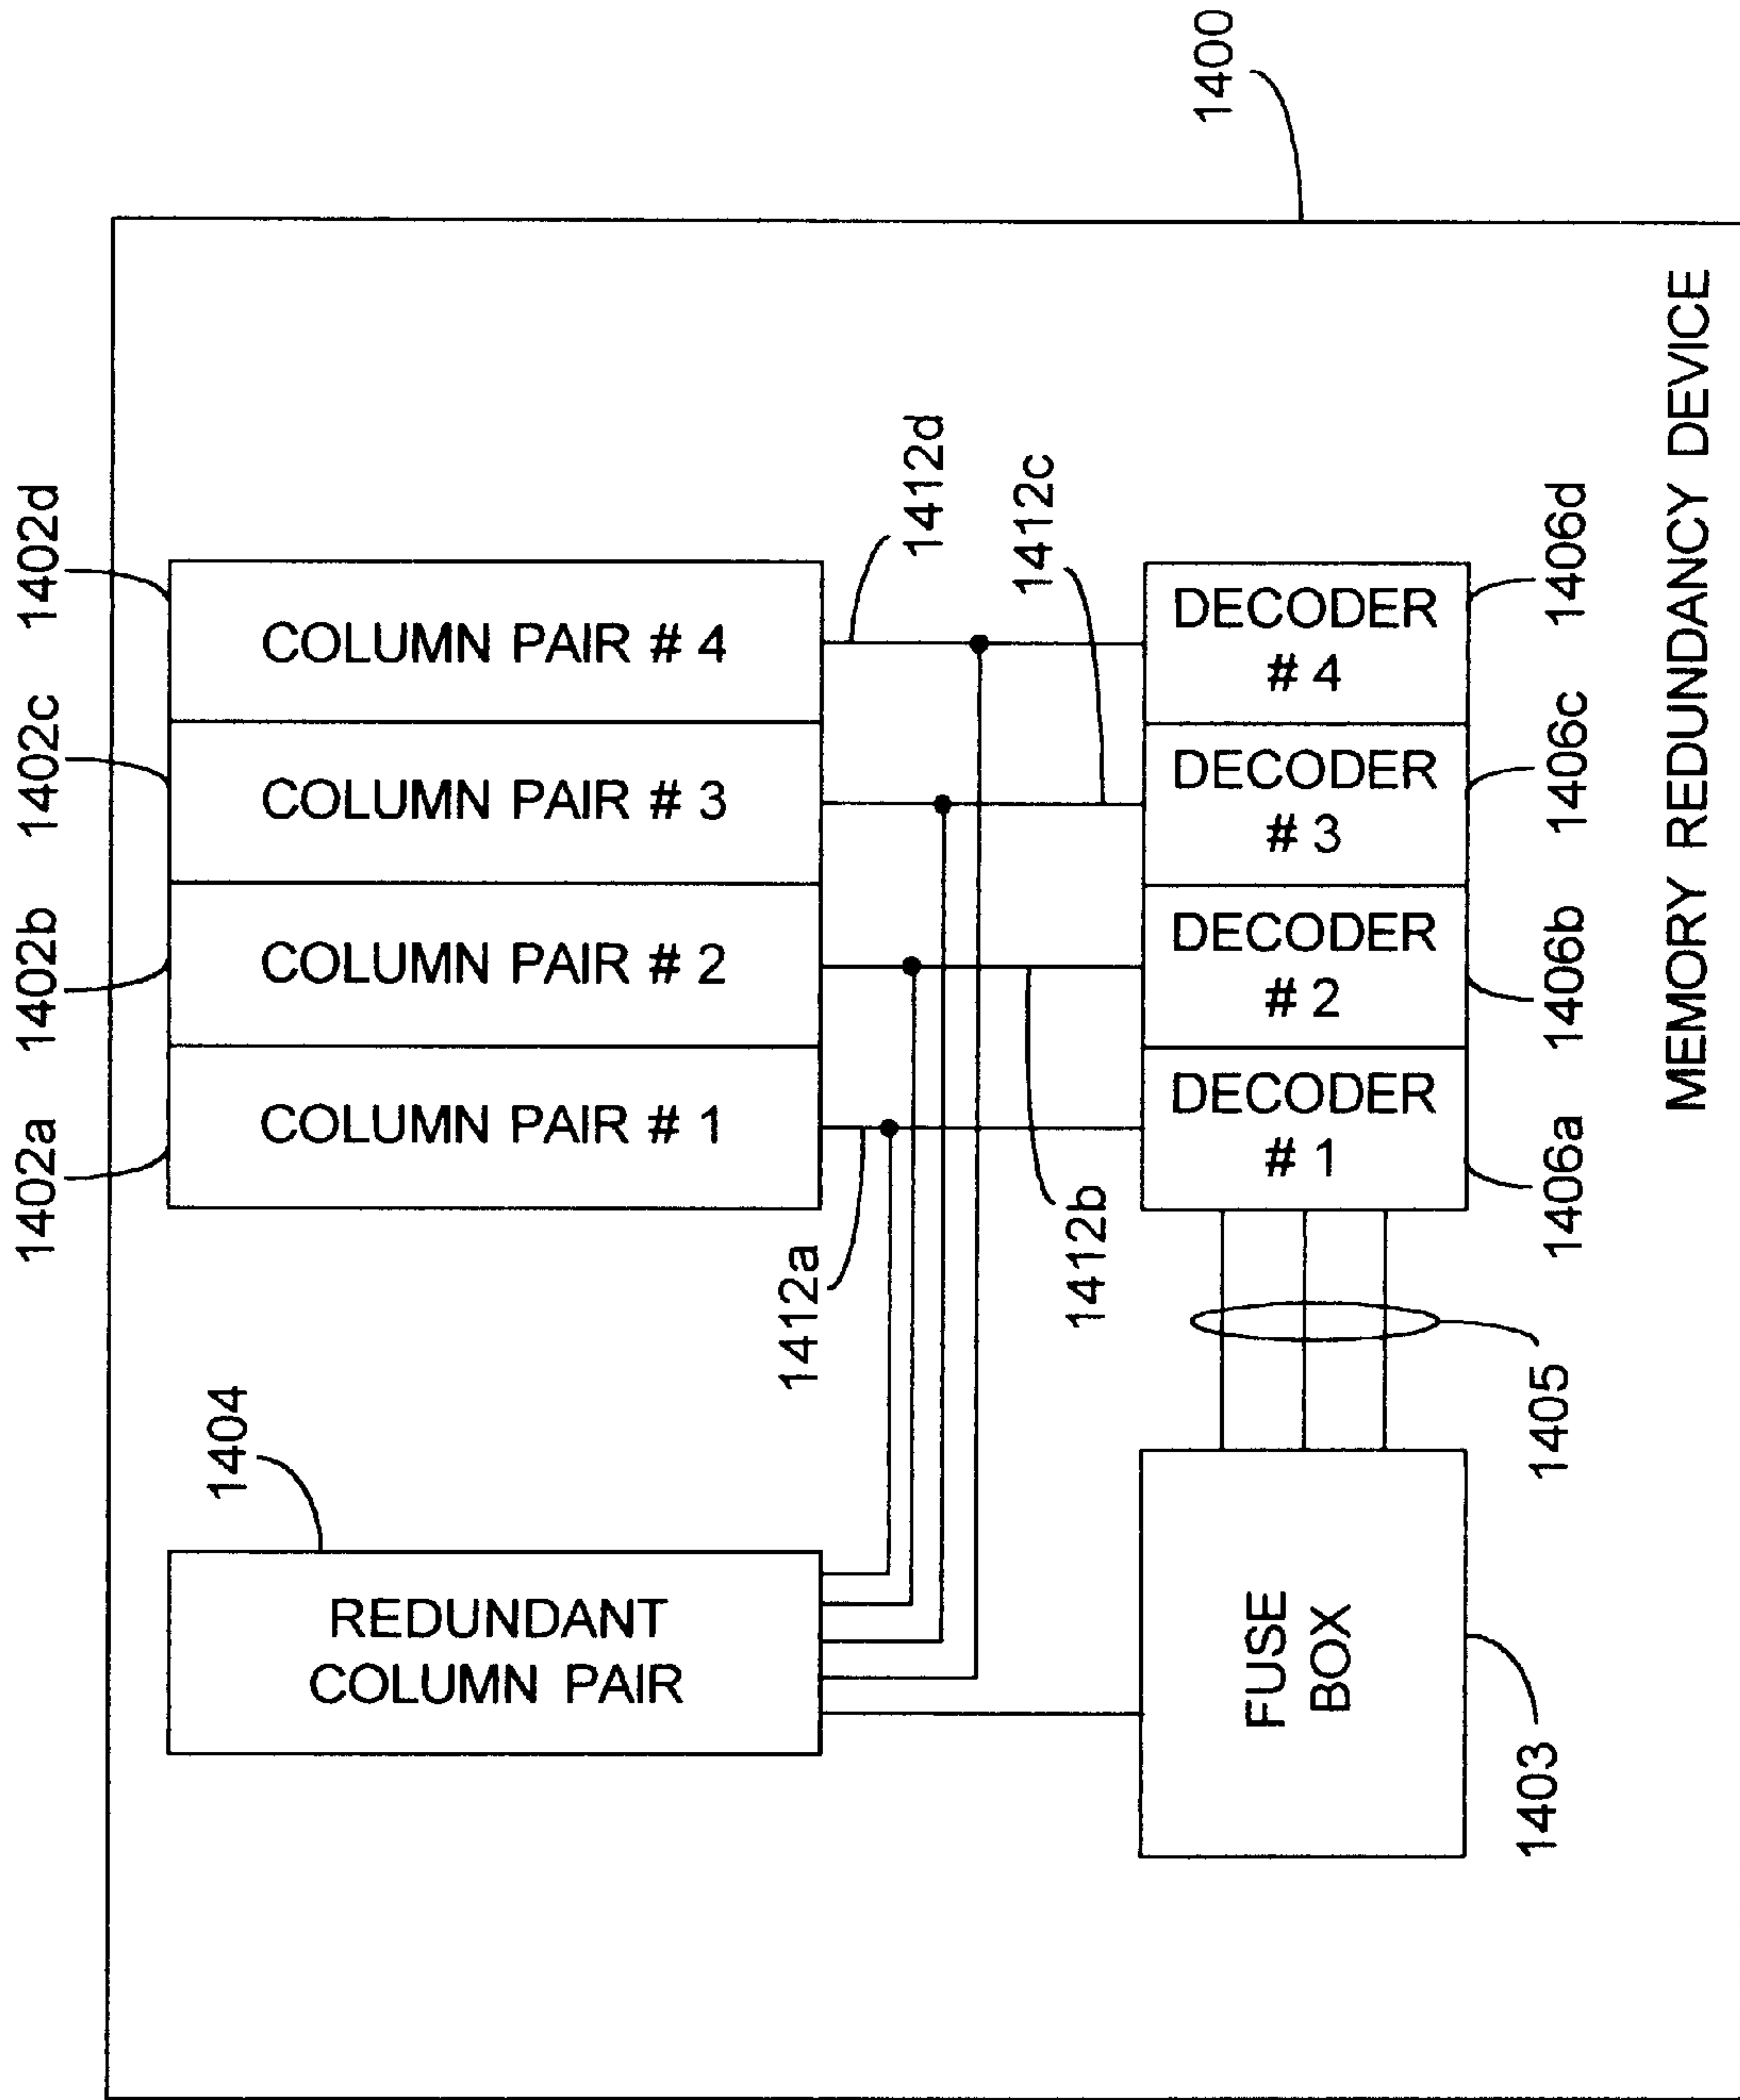 1400
1402a
1402b
1402c
1402d
COLUMN PAIR # 1
COLUMN PAIR # 2
COLUMN PAIR # 3
COLUMN PAIR # 4
1404
REDUNDANT
COLUMN PAIR
1412a
1412b
1412c
1412d
DECODER
# 1
DECODER
# 2
DECODER
# 3
DECODER
# 4
1406a
1406b
1406c
1406d
1405
FUSE
BOX
1403
MEMORY REDUNDANCY DEVICE